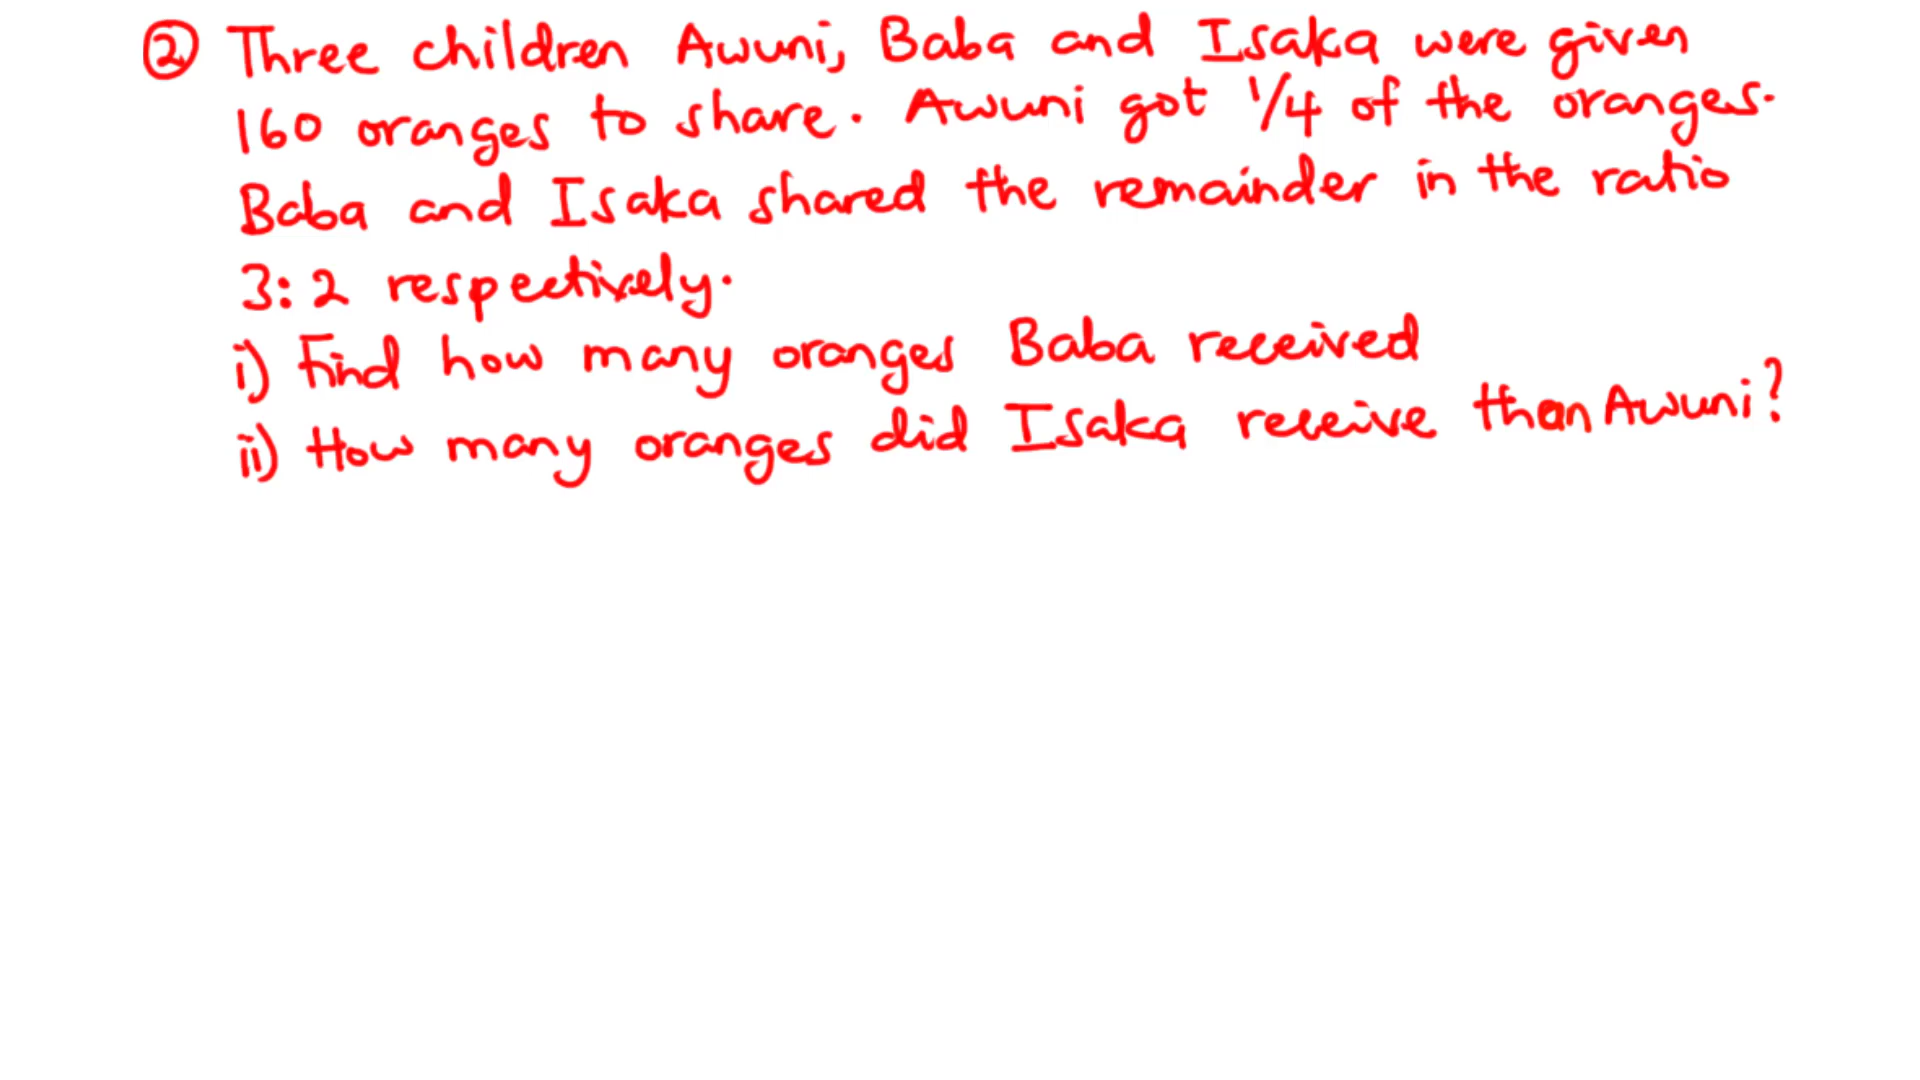 ② Three children Awuni, Baba and Isaka were given
160 oranges to share. Awuni got 1/4 of the oranges.
Baba and Isaka shared the remainder in the ratio
3:2 respectively.
i) Find how many oranges Baba received
ii) How many oranges did Isaka receive than Awuni?